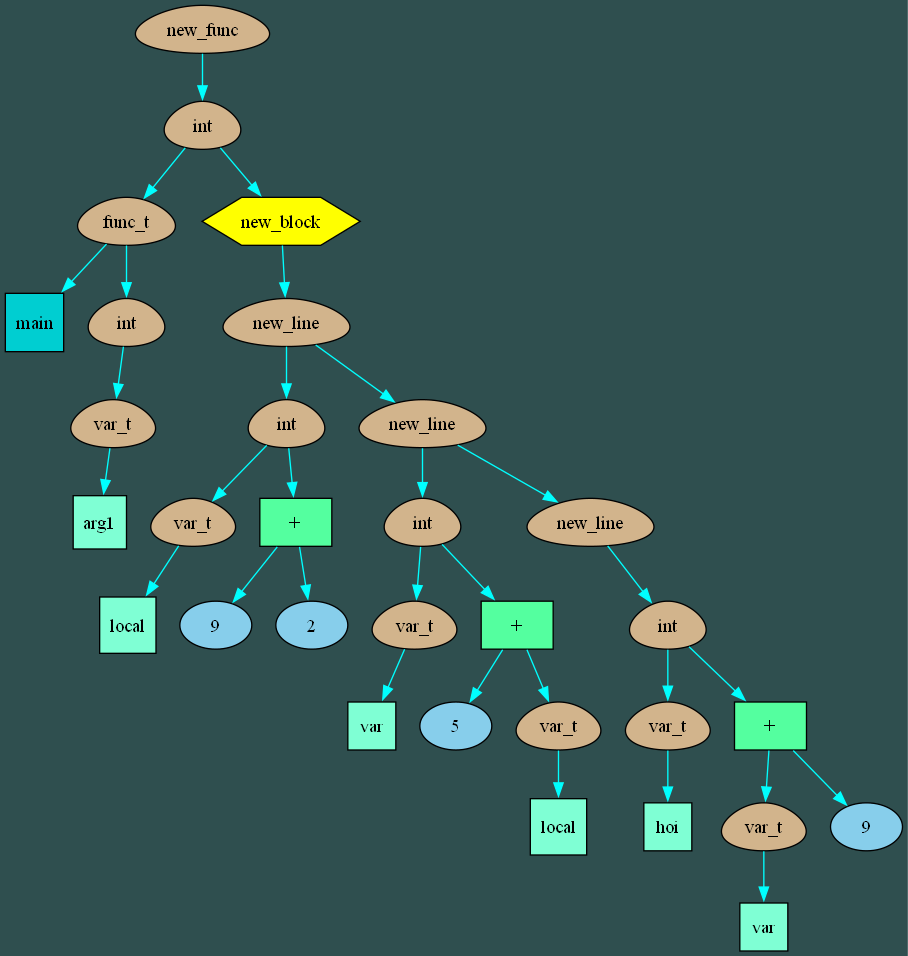 new_func
int
func_t
new_block
main
int
new_line
var_t
int
new_line
arg1
var_t
+
int
new_line
local
9
2
var_t
+
int
var
5
var_t
var_t
+
local
hoi
var_t
9
var